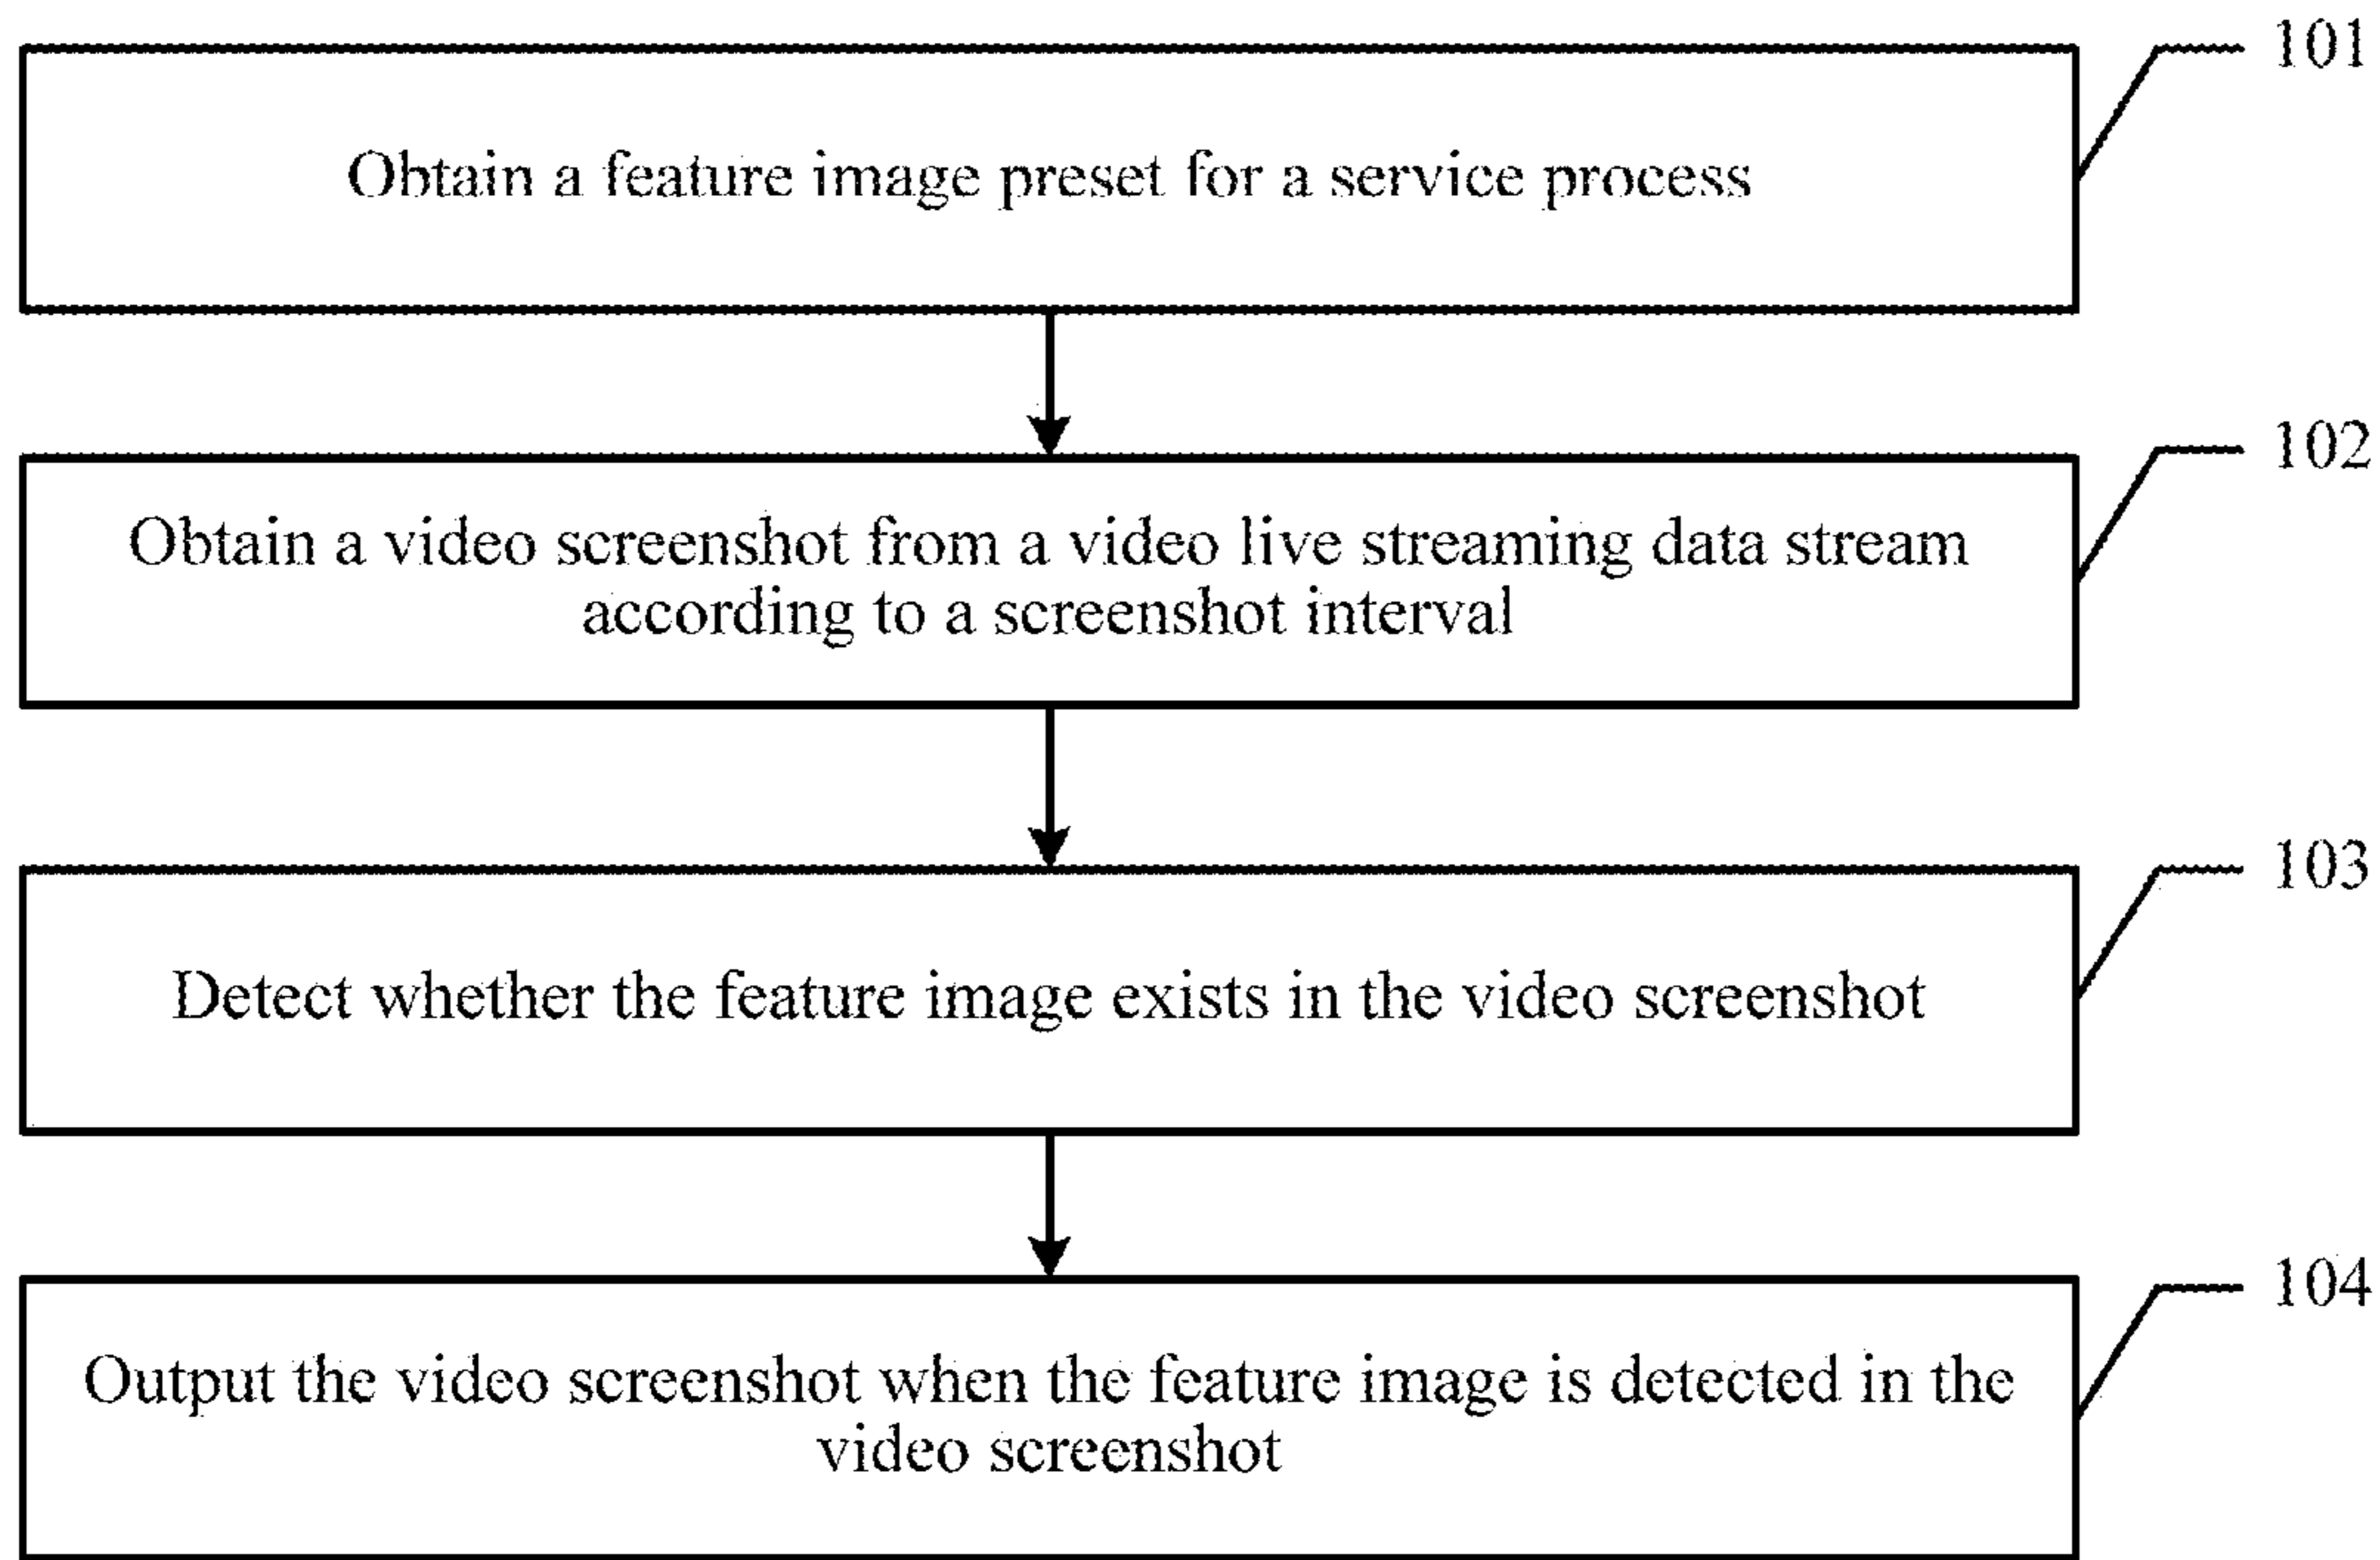 101
Obtain a feature image preset for a service process
102
Obtain a video screenshot from a video live streaming data stream
according to a screenshot interval
103
Detect whether the feature image exists in the video screenshot
104
Output the video screenshot when the feature image is detected in the
video screenshot